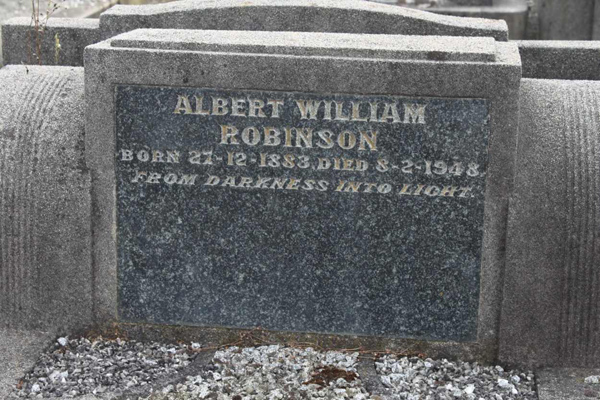 ALBERT WILLIAM
ROBINSON
BORN 27-12-1883, DIED 8-2-1948.
FROM DARKNESS INTO LIGHT.